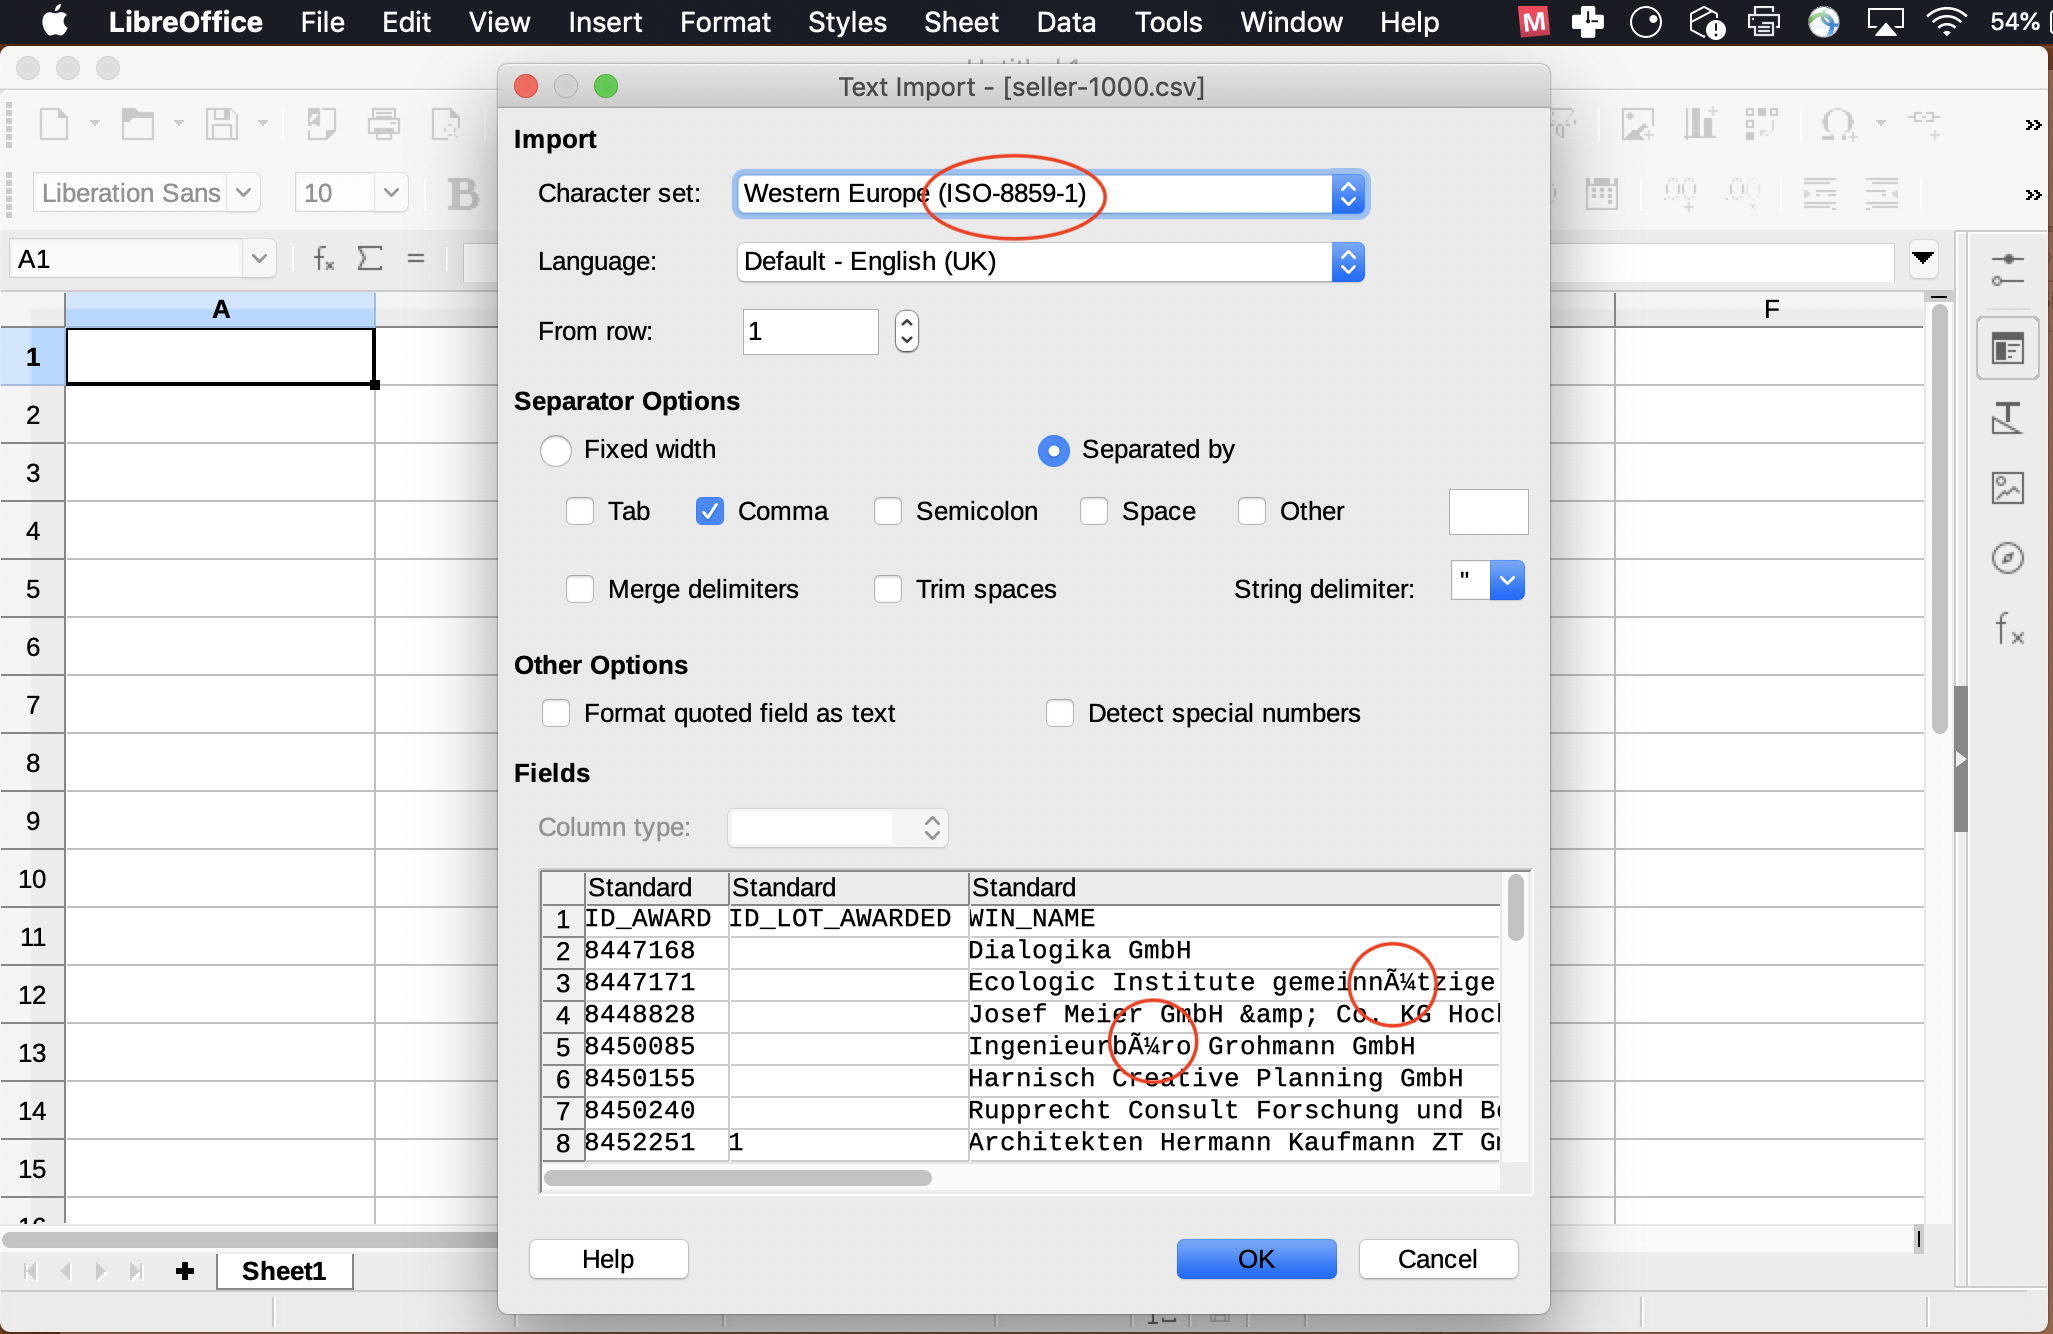 LibreOffice File Edit View Insert Format Styles Sheet Data Tools Window Help M 54%
Text Import - [seller-1000.csv]
Import
Liberation Sans 10 B
Character set: Western Europe (ISO-8859-1)
A1
Language: Default - English (UK)
A F
From row: 1
Separator Options
Fixed width Separated by
Tab Comma Semicolon Space Other
Merge delimiters Trim spaces String delimiter: "
Other Options
Format quoted field as text Detect special numbers
Fields
Column type:
Standard Standard Standard
1 ID_AWARD ID_LOT_AWARDED WIN_NAME
2 8447168 Dialogika GmbH
3 8447171 Ecologic Institute gemeinnÃ¼tzige
4 8448828 Josef Meier GmbH &amp; Co. KG Hoch
5 8450085 IngenieurbÃ¼ro Grohmann GmbH
6 8450155 Harnisch Creative Planning GmbH
7 8450240 Rupprecht Consult Forschung und Be
8 8452251 1 Architekten Hermann Kaufmann ZT Gm
Help OK Cancel
1
2
3
4
5
6
7
8
9
10
11
12
13
14
15
16
Sheet1